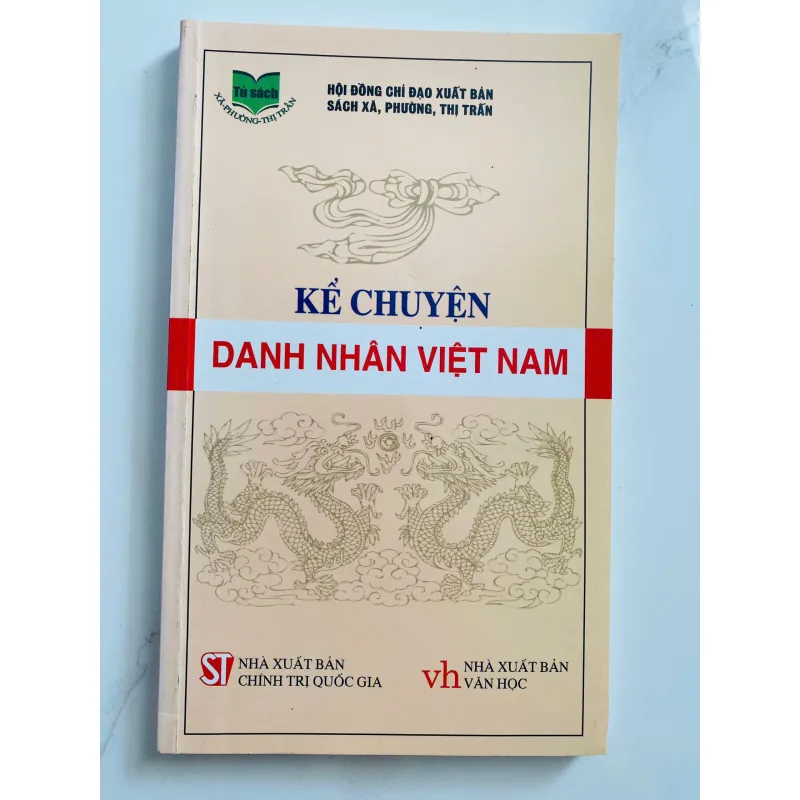 Tủ sách
XÃ-PHƯỜNG-THỊ TRẤN
HỘI ĐỒNG CHỈ ĐẠO XUẤT BẢN
SÁCH XÃ, PHƯỜNG, THỊ TRẤN
KỂ CHUYỆN
DANH NHÂN VIỆT NAM
ST
NHÀ XUẤT BẢN
CHÍNH TRỊ QUỐC GIA
vh
NHÀ XUẤT BẢN
VĂN HỌC